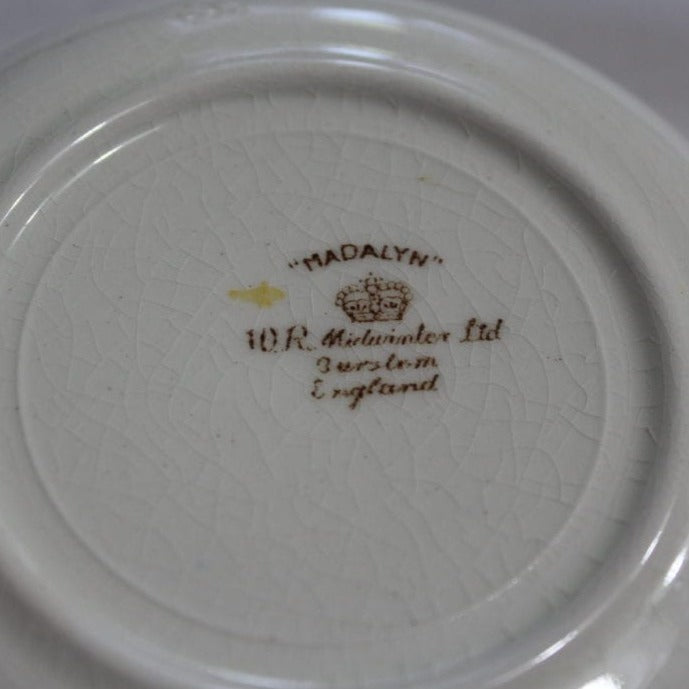 "MADALYN"
W.R. Midwinter Ltd
Burslem
England